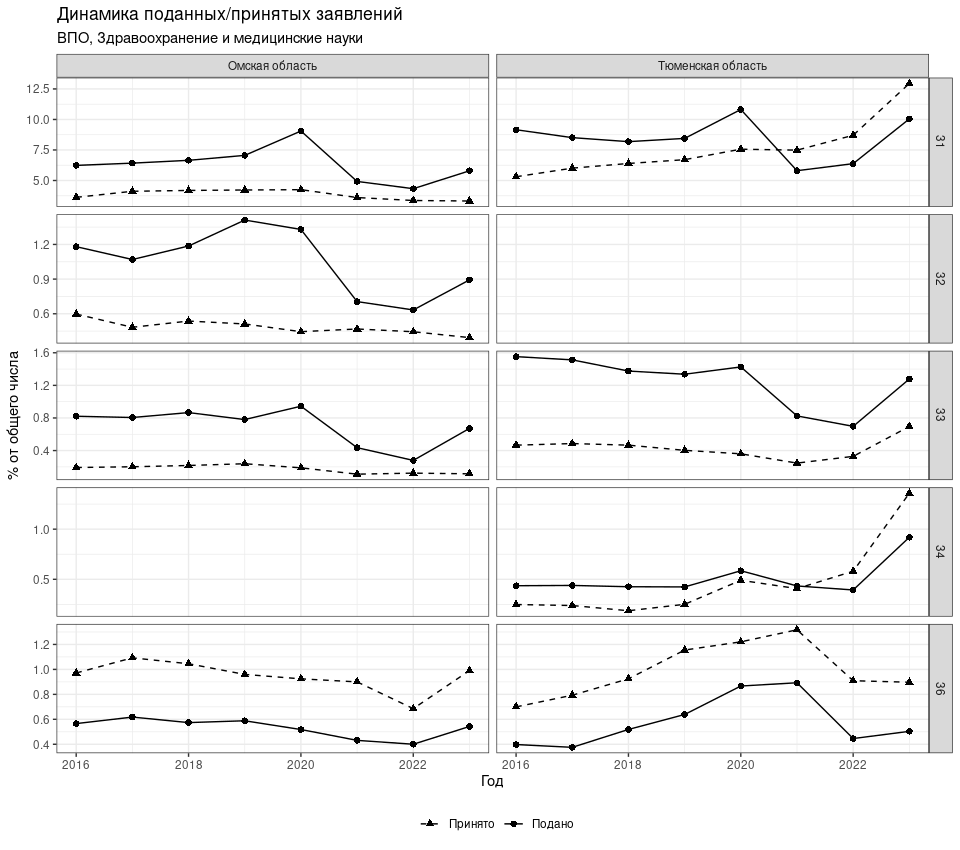 Динамика поданных/принятых заявлений
ВПО, Здравоохранение и медицинские науки
Омская область
Тюменская область
12.5
10.0
7.5
5.0
31
1.2
0.9
0.6
32
1.6
1.2
0.8
0.4
33
1.0
0.5
34
1.2
1.0
0.8
0.6
0.4
36
% от общего числа
2016 2018 2020 2022
2016 2018 2020 2022
Год
Принято Подано